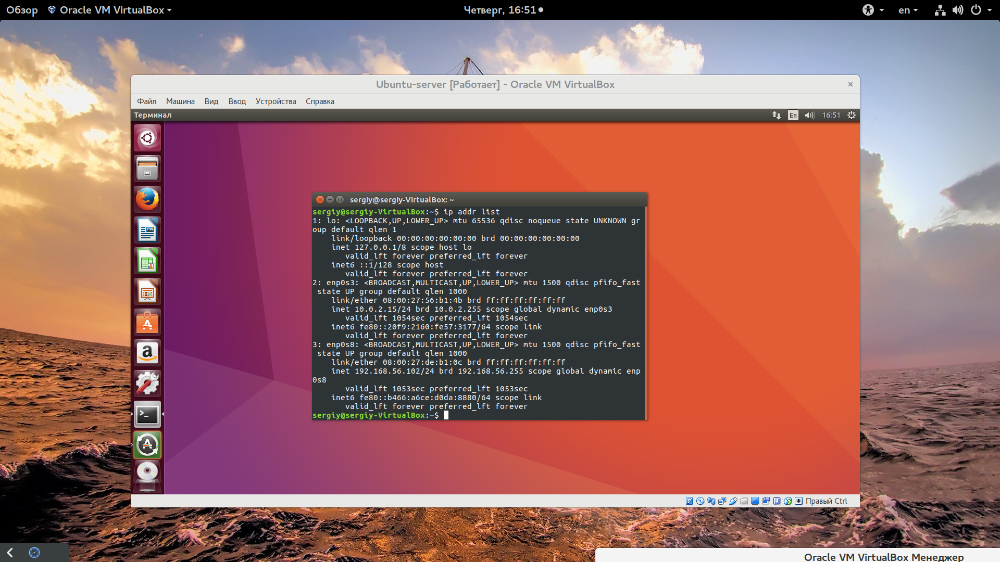 Обзор Oracle VM VirtualBox Четверг, 16:51 en
Ubuntu-server [Работает] - Oracle VM VirtualBox
Файл Машина Вид Ввод Устройства Справка
Терминал En 16:51
sergiy@sergiy-VirtualBox: ~
sergiy@sergiy-VirtualBox:~$ ip addr list
1: lo: <LOOPBACK,UP,LOWER_UP> mtu 65536 qdisc noqueue state UNKNOWN gr
oup default qlen 1
    link/loopback 00:00:00:00:00:00 brd 00:00:00:00:00:00
    inet 127.0.0.1/8 scope host lo
       valid_lft forever preferred_lft forever
    inet6 ::1/128 scope host
       valid_lft forever preferred_lft forever
2: enp0s3: <BROADCAST,MULTICAST,UP,LOWER_UP> mtu 1500 qdisc pfifo_fast
 state UP group default qlen 1000
    link/ether 08:00:27:56:b1:4b brd ff:ff:ff:ff:ff:ff
    inet 10.0.2.15/24 brd 10.0.2.255 scope global dynamic enp0s3
       valid_lft 1054sec preferred_lft 1054sec
    inet6 fe80::20f9:2160:fe57:3177/64 scope link
       valid_lft forever preferred_lft forever
3: enp0s8: <BROADCAST,MULTICAST,UP,LOWER_UP> mtu 1500 qdisc pfifo_fast
 state UP group default qlen 1000
    link/ether 08:00:27:de:b1:0c brd ff:ff:ff:ff:ff:ff
    inet 192.168.56.102/24 brd 192.168.56.255 scope global dynamic enp
0s8
       valid_lft 1053sec preferred_lft 1053sec
    inet6 fe80::b466:a6ce:d0da:8880/64 scope link
       valid_lft forever preferred_lft forever
sergiy@sergiy-VirtualBox:~$
Правый Ctrl
Oracle VM VirtualBox Менеджер